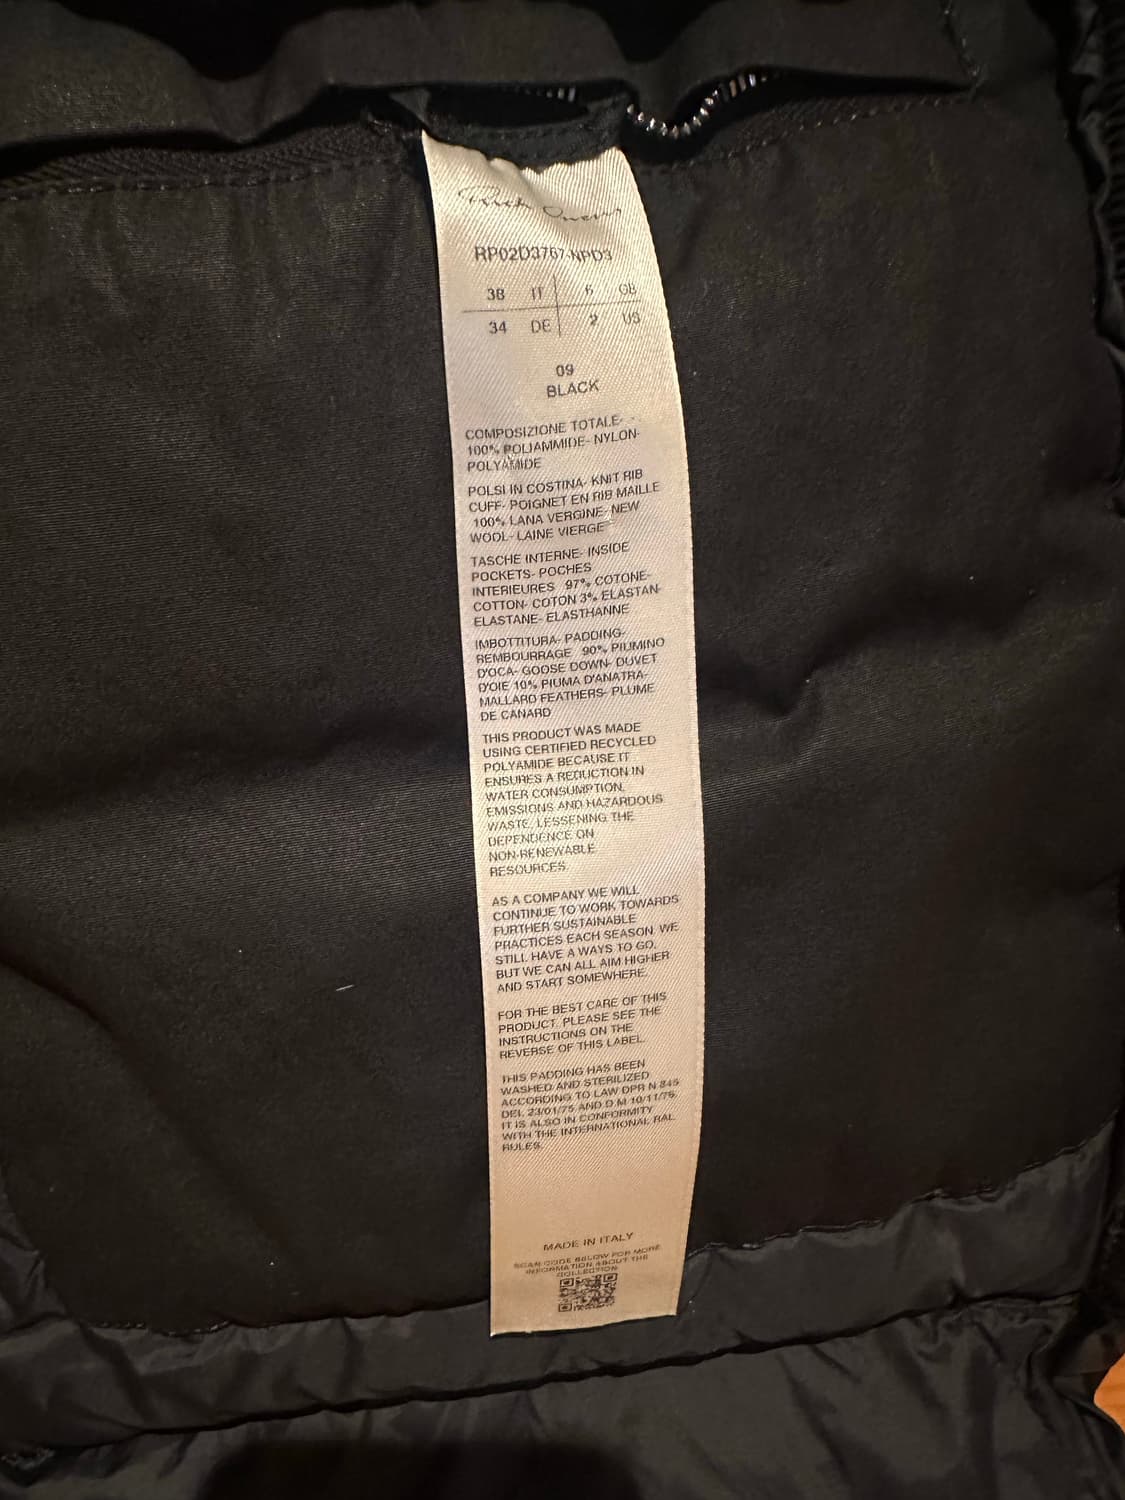 Rick Owens
RP02D3767-NPD3
38 IT 6 GB
34 DE 2 US
09
BLACK
COMPOSIZIONE TOTALE- -
100% POLIAMMIDE- NYLON-
POLYAMIDE
POLSI IN COSTINA- KNIT RIB
CUFF- POIGNET EN RIB MAILLE
100% LANA VERGINE- NEW
WOOL- LAINE VIERGE
TASCHE INTERNE- INSIDE
POCKETS- POCHES
INTERIEURES 97% COTONE-
COTTON- COTON 3% ELASTAN-
ELASTANE- ELASTHANNE
IMBOTTITURA- PADDING-
REMBOURRAGE 90% PIUMINO
D'OCA- GOOSE DOWN- DUVET
D'OIE 10% PIUMA D'ANATRA-
MALLARD FEATHERS- PLUME
DE CANARD
THIS PRODUCT WAS MADE
USING CERTIFIED RECYCLED
POLYAMIDE BECAUSE IT
ENSURES A REDUCTION IN
WATER CONSUMPTION,
EMISSIONS AND HAZARDOUS
WASTE, LESSENING THE
DEPENDENCE ON
NON-RENEWABLE
RESOURCES
AS A COMPANY WE WILL
CONTINUE TO WORK TOWARDS
FURTHER SUSTAINABLE
PRACTICES EACH SEASON. WE
STILL HAVE A WAYS TO GO,
BUT WE CAN ALL AIM HIGHER
AND START SOMEWHERE.
FOR THE BEST CARE OF THIS
PRODUCT, PLEASE SEE THE
INSTRUCTIONS ON THE
REVERSE OF THIS LABEL.
THIS PADDING HAS BEEN
WASHED AND STERILIZED
ACCORDING TO LAW DPR N 845
DEL 23/01/75 AND D.M 10/11/76.
IT IS ALSO IN CONFORMITY
WITH THE INTERNATIONAL RAL
RULES.
MADE IN ITALY
SCAN CODE BELOW FOR MORE
INFORMATION ABOUT THE
COLLECTION